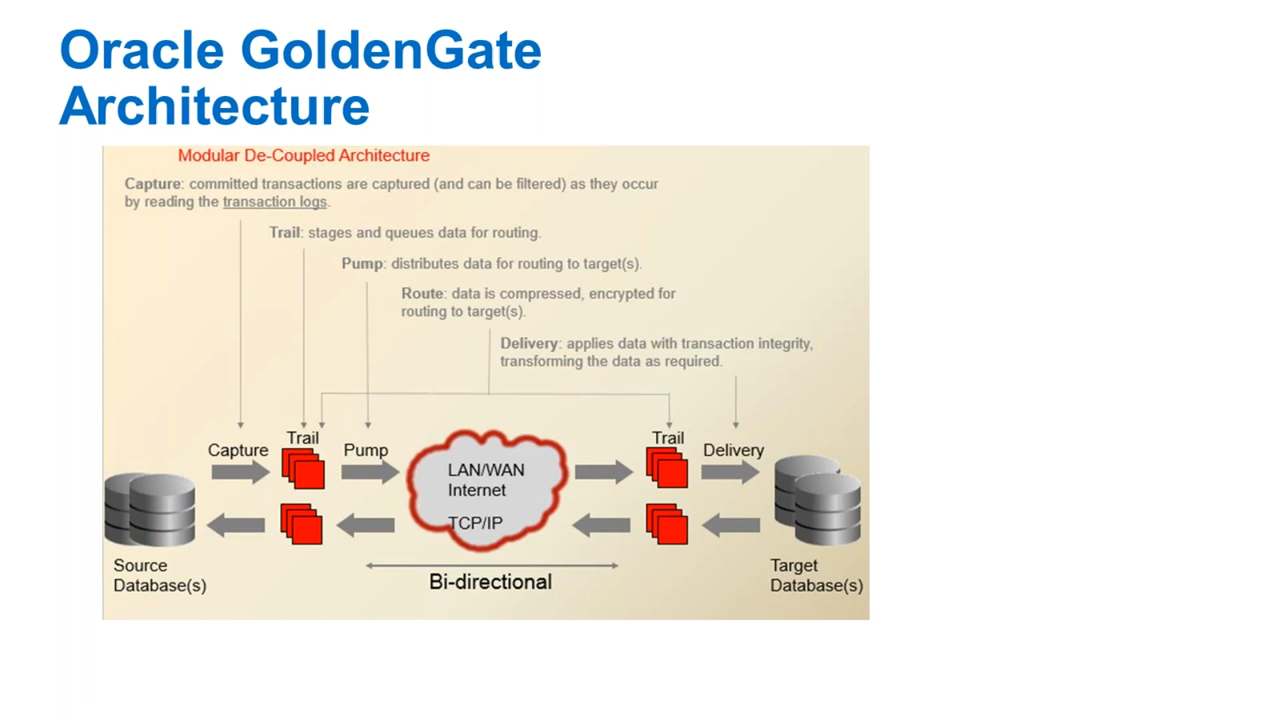 Oracle GoldenGate
Architecture
Modular De-Coupled Architecture
Capture: committed transactions are captured (and can be filtered) as they occur
by reading the transaction logs.
Trail: stages and queues data for routing.
Pump: distributes data for routing to target(s).
Route: data is compressed, encrypted for
routing to target(s).
Delivery: applies data with transaction integrity,
transforming the data as required.
Capture
Trail
Pump
LAN/WAN
Internet
TCP/IP
Trail
Delivery
Source
Database(s)
Bi-directional
Target
Database(s)